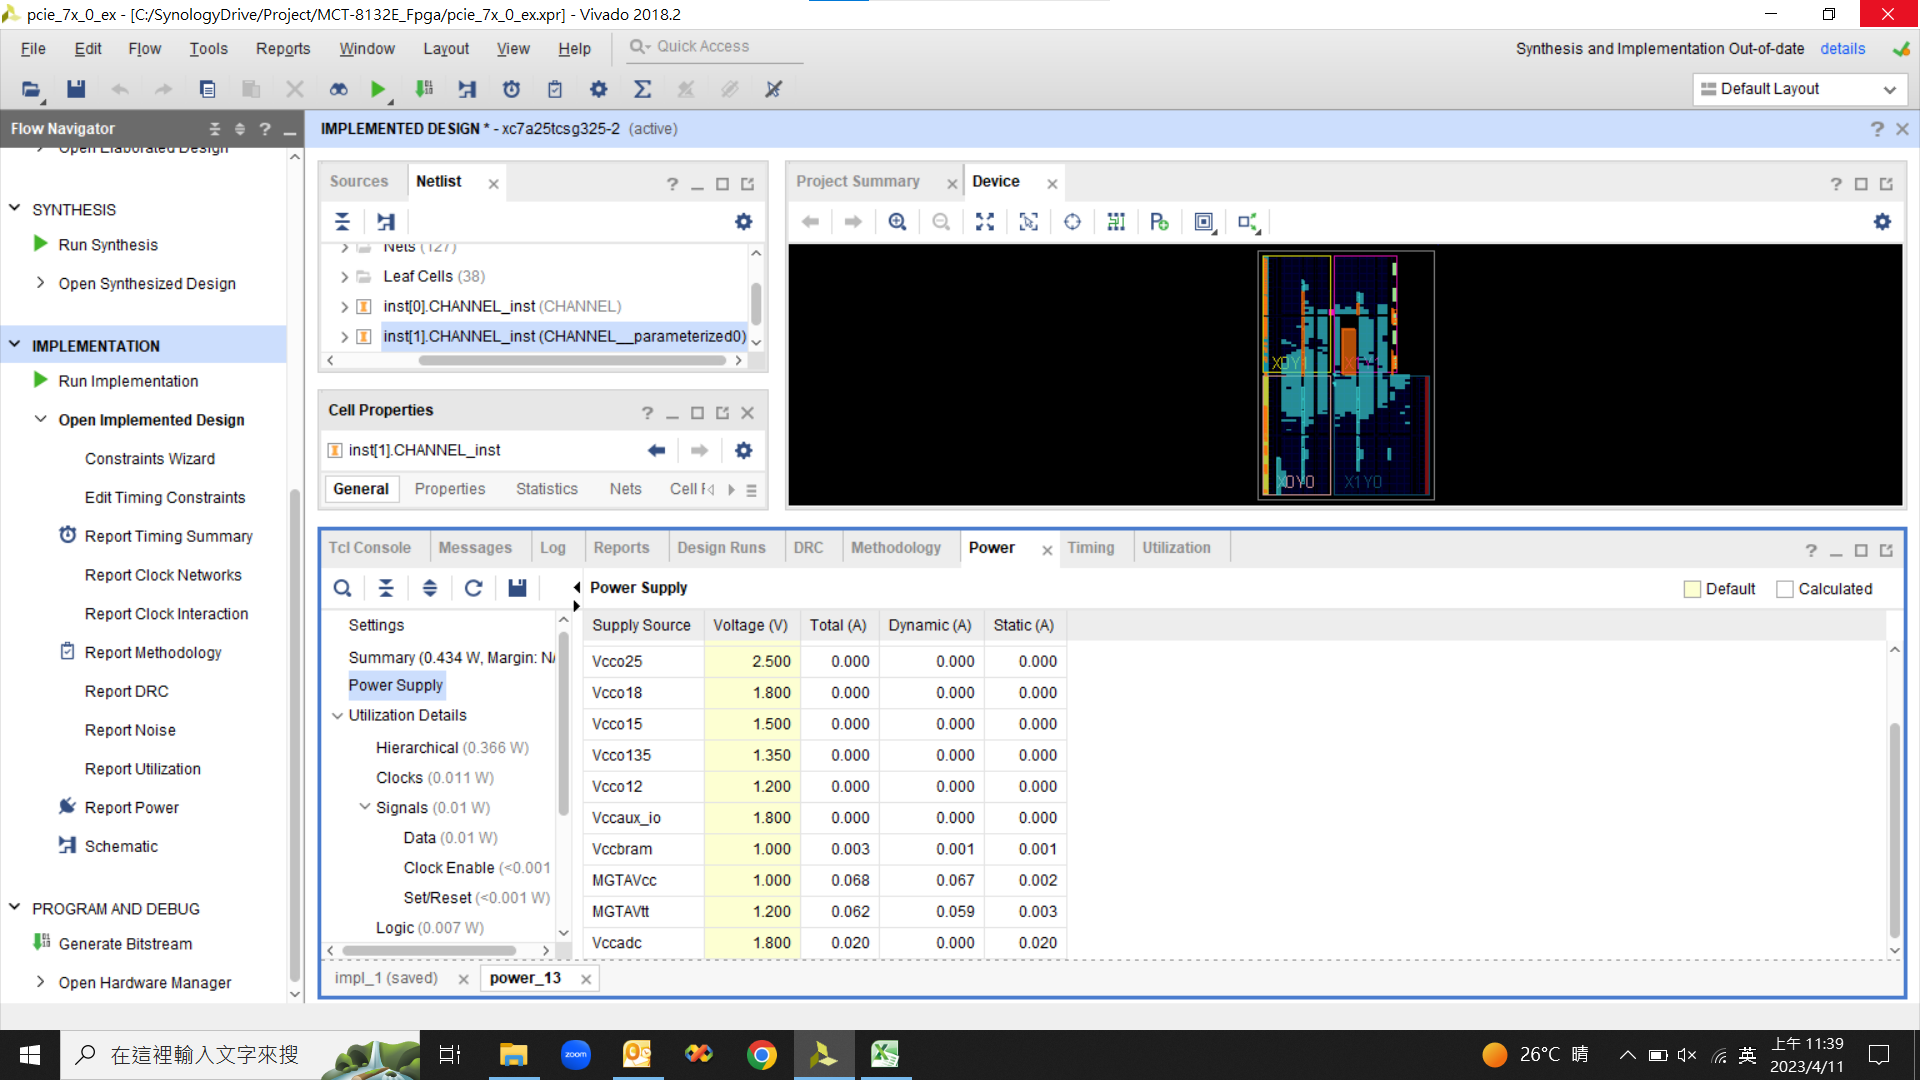 pcie_7x_0_ex - [C:/SynologyDrive/Project/MCT-8132E_Fpga/pcie_7x_0_ex.xpr] - Vivado 2018.2
File Edit Flow Tools Reports Window Layout View Help Quick Access
Synthesis and Implementation Out-of-date details
Default Layout
Flow Navigator
IMPLEMENTED DESIGN * - xc7a25tcsg325-2 (active)
Open Elaborated Design
SYNTHESIS
Run Synthesis
Open Synthesized Design
IMPLEMENTATION
Run Implementation
Open Implemented Design
Constraints Wizard
Edit Timing Constraints
Report Timing Summary
Report Clock Networks
Report Clock Interaction
Report Methodology
Report DRC
Report Noise
Report Utilization
Report Power
Schematic
PROGRAM AND DEBUG
Generate Bitstream
Open Hardware Manager
Sources Netlist
Nets (127)
Leaf Cells (38)
inst[0].CHANNEL_inst (CHANNEL)
inst[1].CHANNEL_inst (CHANNEL__parameterized0)
Cell Properties
inst[1].CHANNEL_inst
General Properties Statistics Nets Cell
Project Summary Device
X0Y1 X1Y1
X0Y0 X1Y0
Tcl Console Messages Log Reports Design Runs DRC Methodology Power Timing Utilization
Power Supply
Default Calculated
Settings
Summary (0.434 W, Margin: N/
Power Supply
Utilization Details
Hierarchical (0.366 W)
Clocks (0.011 W)
Signals (0.01 W)
Data (0.01 W)
Clock Enable (<0.001
Set/Reset (<0.001 W)
Logic (0.007 W)
Supply Source Voltage (V) Total (A) Dynamic (A) Static (A)
Vcco25 2.500 0.000 0.000 0.000
Vcco18 1.800 0.000 0.000 0.000
Vcco15 1.500 0.000 0.000 0.000
Vcco135 1.350 0.000 0.000 0.000
Vcco12 1.200 0.000 0.000 0.000
Vccaux_io 1.800 0.000 0.000 0.000
Vccbram 1.000 0.003 0.001 0.001
MGTAVcc 1.000 0.068 0.067 0.002
MGTAVtt 1.200 0.062 0.059 0.003
Vccadc 1.800 0.020 0.000 0.020
impl_1 (saved) power_13
在這裡輸入文字來搜
zoom
26°C 晴
英
上午 11:39
2023/4/11